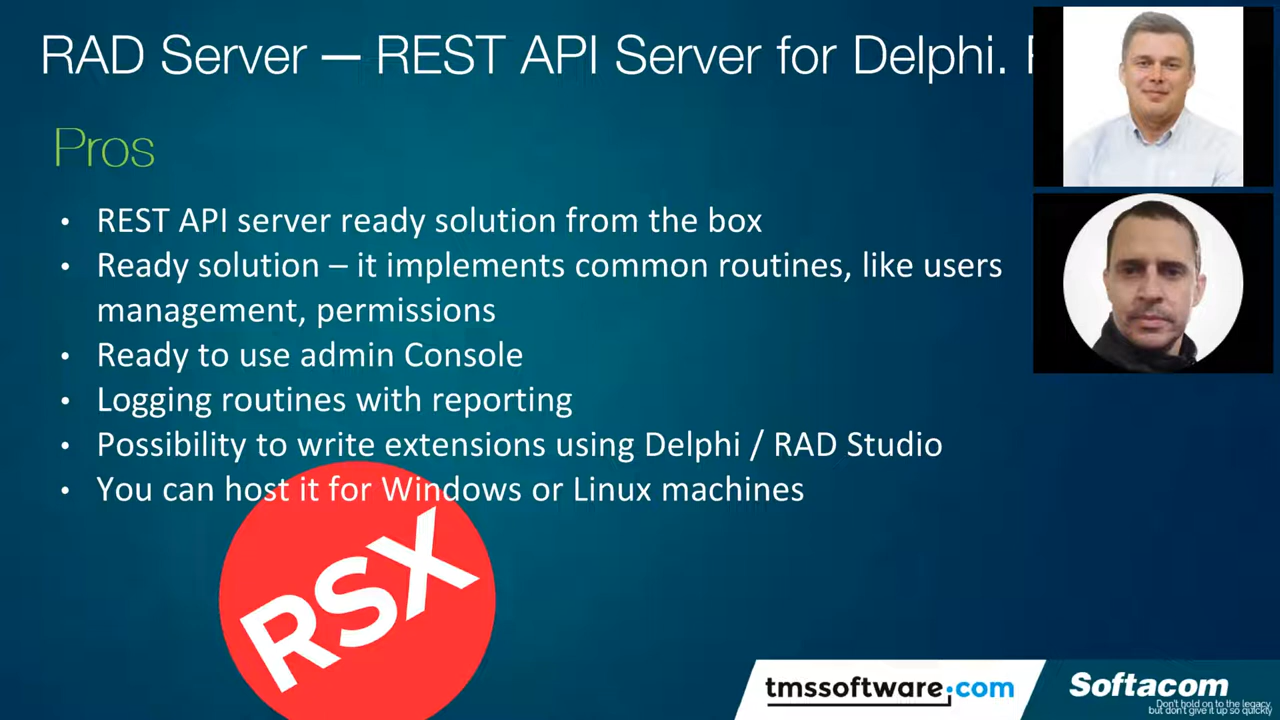 RAD Server — REST API Server for Delphi.
Pros
• REST API server ready solution from the box
• Ready solution – it implements common routines, like users
management, permissions
• Ready to use admin Console
• Logging routines with reporting
• Possibility to write extensions using Delphi / RAD Studio
• You can host it for Windows or Linux machines
RSX
tmssoftware.com
Softacom
Don't hold on to the legacy,
but don't give it up so quickly